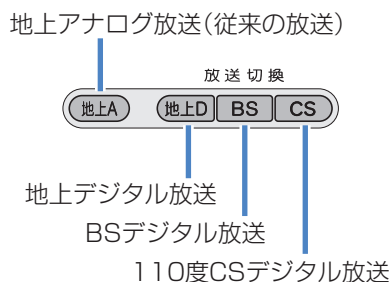 地上アナログ放送(従来の放送)
放送切換
地上A 地上D BS CS
地上デジタル放送
BSデジタル放送
110度CSデジタル放送